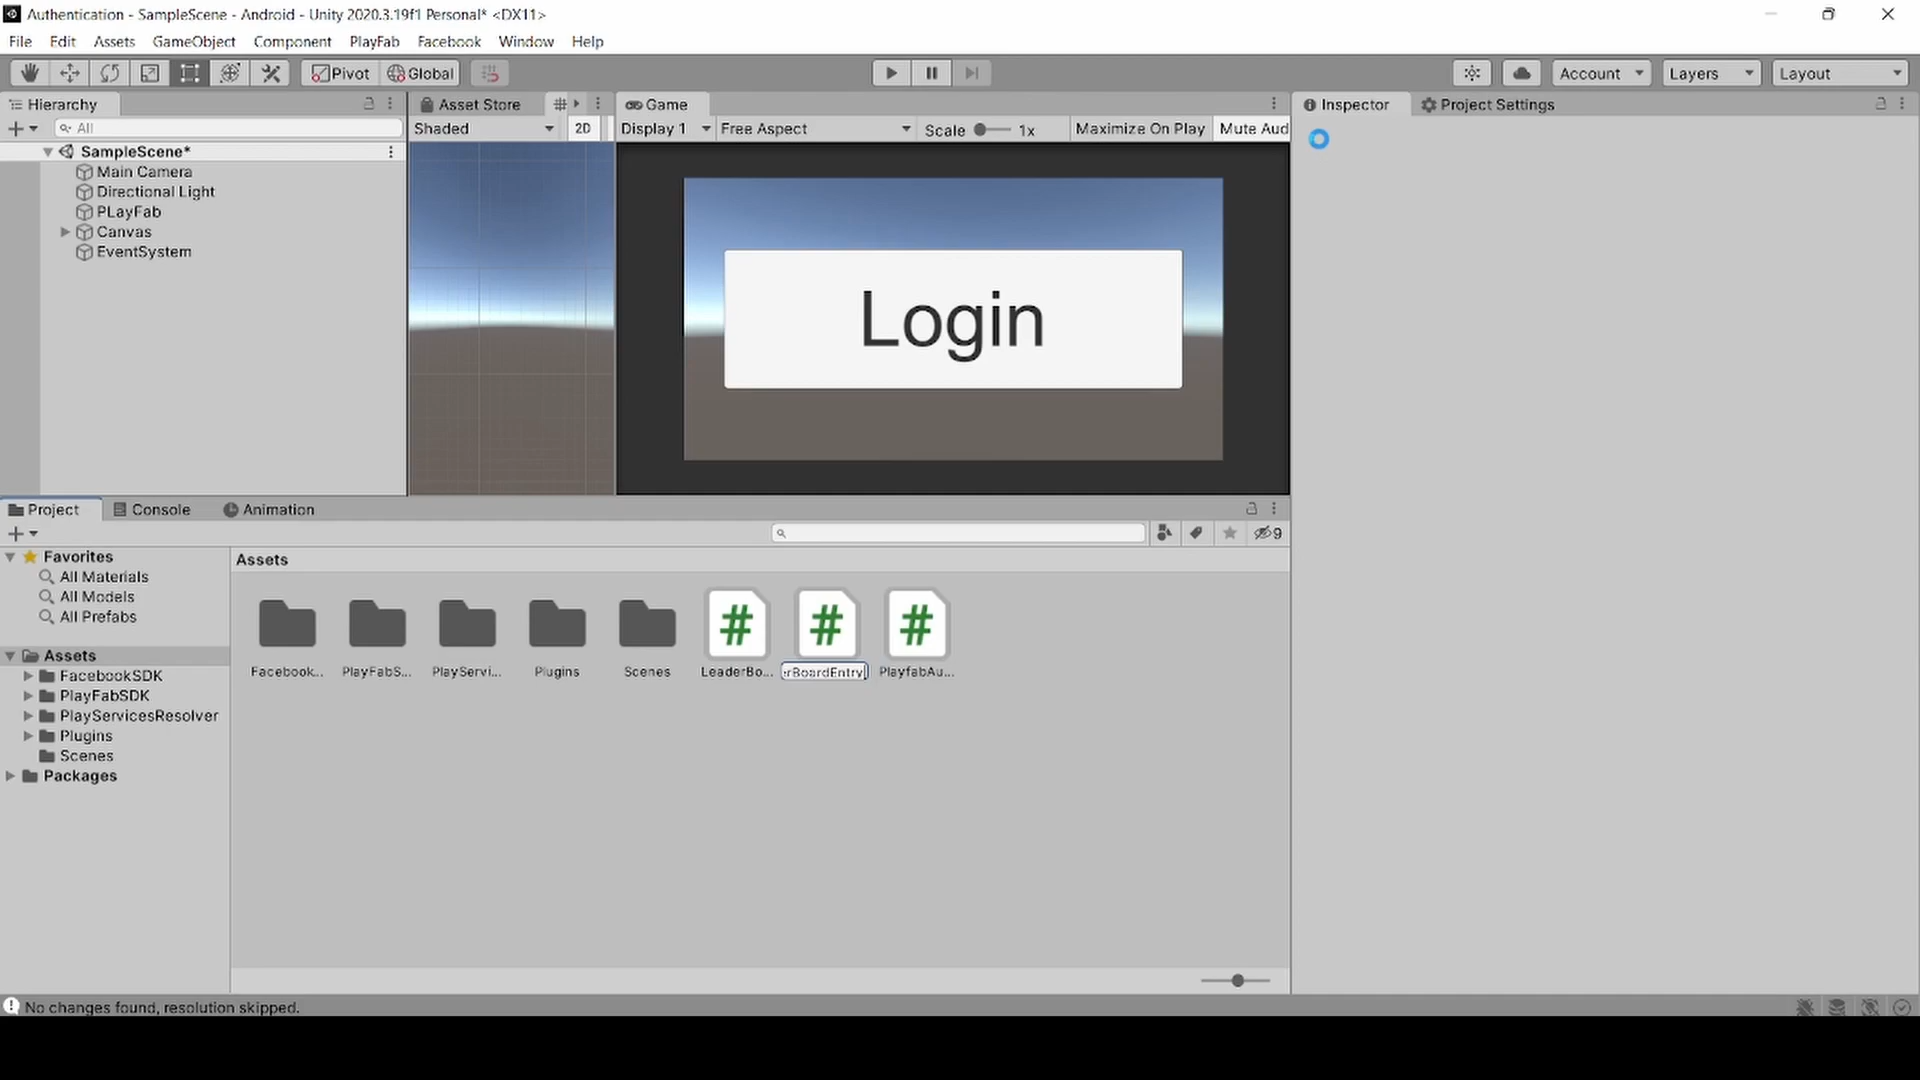 Authentication - SampleScene - Android - Unity 2020.3.19f1 Personal* <DX11>
File Edit Assets GameObject Component PlayFab Facebook Window Help
Pivot Global Account Layers Layout
Hierarchy Asset Store Game Inspector Project Settings
All Shaded 2D Display 1 Free Aspect Scale 1x Maximize On Play Mute Aud
SampleScene*
Main Camera
Directional Light
PLayFab
Canvas
EventSystem
Login
Project Console Animation
9
Favorites
All Materials
All Models
All Prefabs
Assets
FacebookSDK
PlayFabSDK
PlayServicesResolver
Plugins
Scenes
Packages
Assets
Facebook... PlayFabS... PlayServi... Plugins Scenes LeaderBo... rBoardEntry PlayfabAu...
No changes found, resolution skipped.